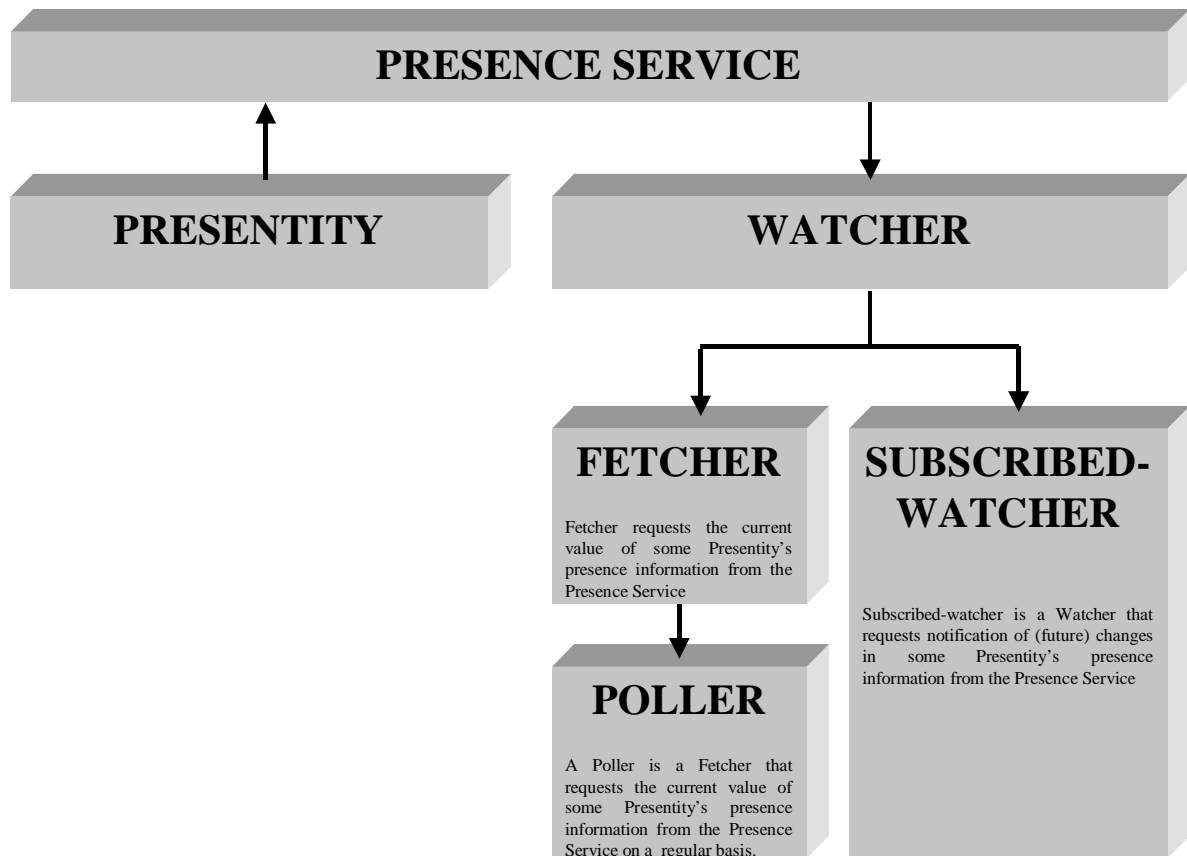 PRESENCE SERVICE
PRESENTITY
WATCHER
FETCHER
Fetcher requests the current
value of some Presentity’s
presence information from the
Presence Service
SUBSCRIBED-
WATCHER
Subscribed-watcher is a Watcher that
requests notification of (future) changes
in some Presentity’s presence
information from the Presence Service
POLLER
A Poller is a Fetcher that
requests the current value of
some Presentity’s presence
information from the Presence
Service on a regular basis.